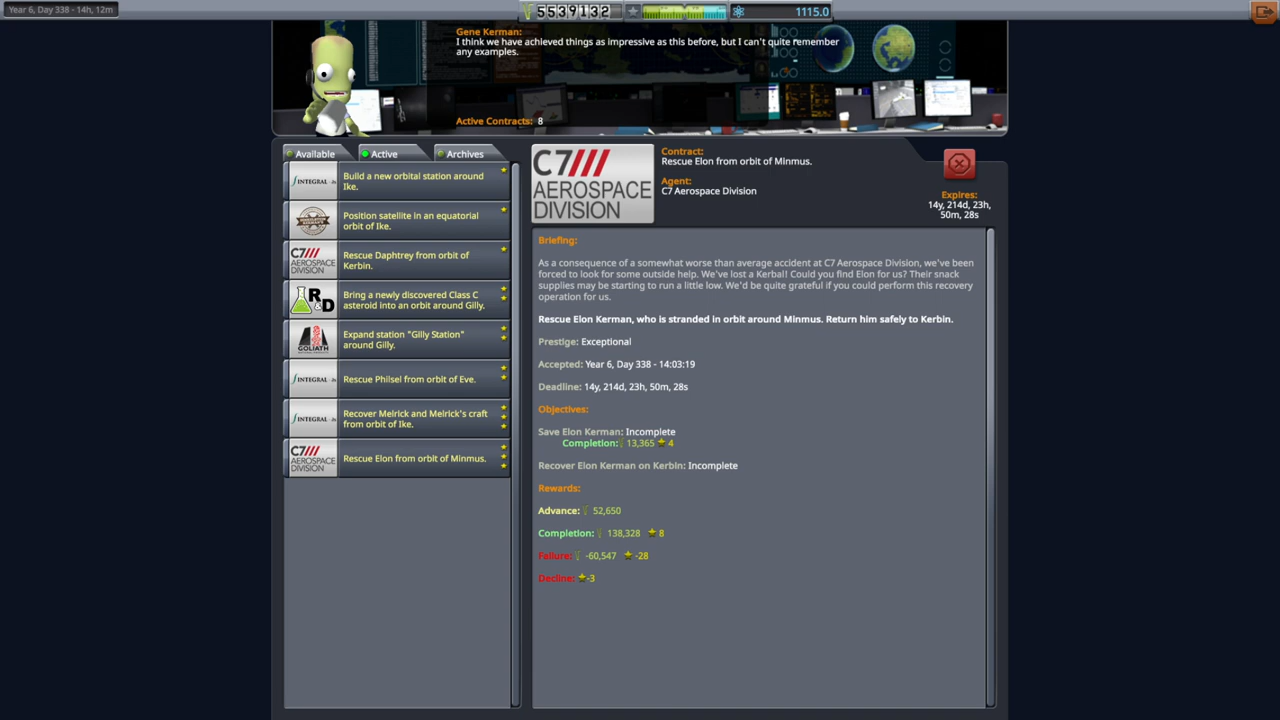 Year 6, Day 338 - 14h, 12m
5539132
1115.0
Gene Kerman:
I think we have achieved things as impressive as this before, but I can't quite remember
any examples.
Active Contracts: 8
Available
Active
Archives
INTEGRAL
Build a new orbital station around
Ike.
Position satellite in an equatorial
orbit of Ike.
C7///
AEROSPACE
DIVISION
Rescue Daphtrey from orbit of
Kerbin.
R&D
Bring a newly discovered Class C
asteroid into an orbit around Gilly.
GOLIATH
Expand station "Gilly Station"
around Gilly.
INTEGRAL
Rescue Philsel from orbit of Eve.
INTEGRAL
Recover Melrick and Melrick's craft
from orbit of Ike.
C7///
AEROSPACE
DIVISION
Rescue Elon from orbit of Minmus.
C7///
AEROSPACE
DIVISION
Contract:
Rescue Elon from orbit of Minmus.
Agent:
C7 Aerospace Division
Expires:
14y, 214d, 23h,
50m, 28s
Briefing:
As a consequence of a somewhat worse than average accident at C7 Aerospace Division, we've been
forced to look for some outside help. We've lost a Kerbal! Could you find Elon for us? Their snack
supplies may be starting to run a little low. We'd be quite grateful if you could perform this recovery
operation for us.
Rescue Elon Kerman, who is stranded in orbit around Minmus. Return him safely to Kerbin.
Prestige: Exceptional
Accepted: Year 6, Day 338 - 14:03:19
Deadline: 14y, 214d, 23h, 50m, 28s
Objectives:
Save Elon Kerman: Incomplete
Completion: 13,365 4
Recover Elon Kerman on Kerbin: Incomplete
Rewards:
Advance: 52,650
Completion: 138,328 8
Failure: -60,547 -28
Decline: -3